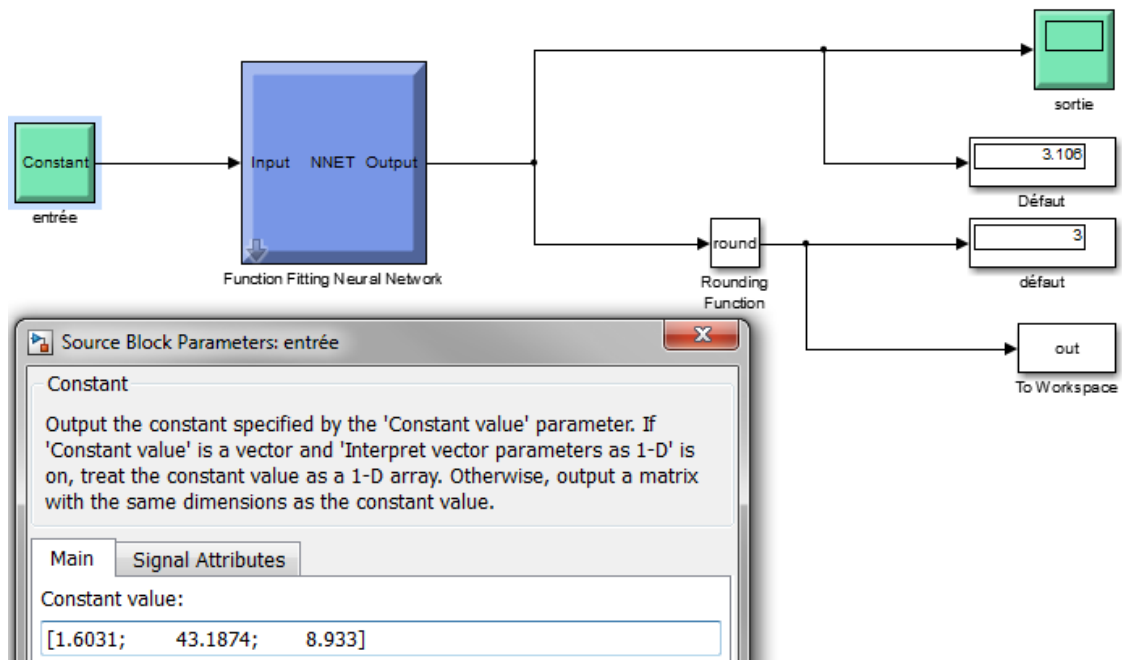 sortie
Constant
entrée
Input NNET Output
Function Fitting Neural Network
3.106
Défaut
round
Rounding
Function
3
défaut
out
To Workspace
Source Block Parameters: entrée
Constant
Output the constant specified by the 'Constant value' parameter. If
'Constant value' is a vector and 'Interpret vector parameters as 1-D' is
on, treat the constant value as a 1-D array. Otherwise, output a matrix
with the same dimensions as the constant value.
Main Signal Attributes
Constant value:
[1.6031; 43.1874; 8.933]